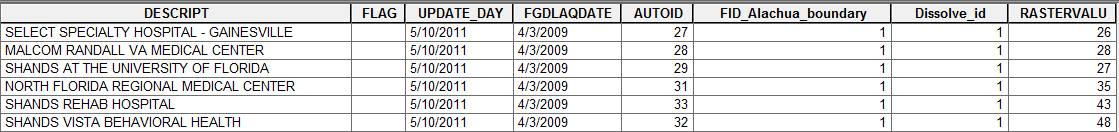 DESCRIPT FLAG UPDATE_DAY FGDLAQDATE AUTOID FID_Alachua_boundary Dissolve_id RASTERVALU
SELECT SPECIALTY HOSPITAL - GAINESVILLE 5/10/2011 4/3/2009 27 1 1 26
MALCOM RANDALL VA MEDICAL CENTER 5/10/2011 4/3/2009 28 1 1 28
SHANDS AT THE UNIVERSITY OF FLORIDA 5/10/2011 4/3/2009 29 1 1 27
NORTH FLORIDA REGIONAL MEDICAL CENTER 5/10/2011 4/3/2009 31 1 1 35
SHANDS REHAB HOSPITAL 5/10/2011 4/3/2009 33 1 1 43
SHANDS VISTA BEHAVIORAL HEALTH 5/10/2011 4/3/2009 32 1 1 48